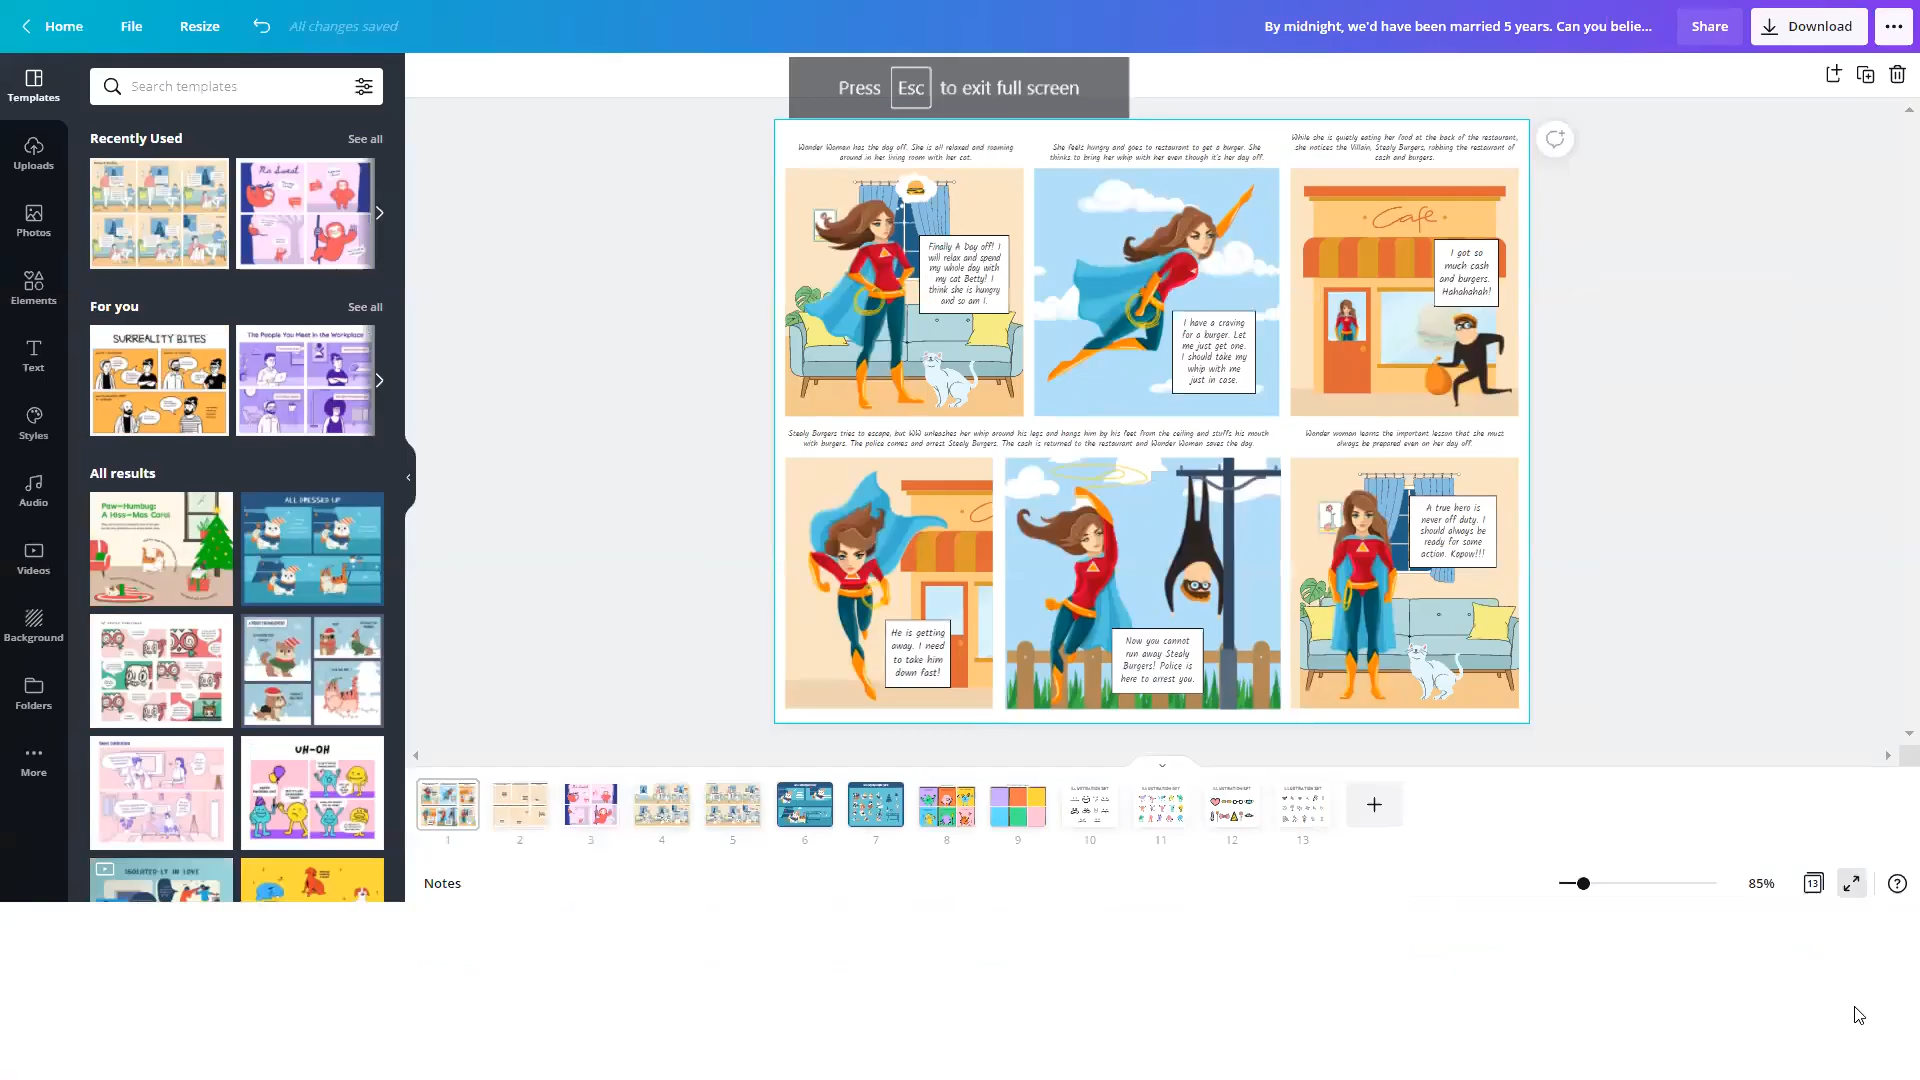 Home
File
Resize
All changes saved
By midnight, we'd have been married 5 years. Can you belie...
Share
Download
Templates
Uploads
Photos
Elements
Text
Styles
Audio
Videos
Background
Folders
More
Search templates
Recently Used
See all
No Sweat
For you
See all
SURREALITY BITES
The People You Meet in the Workplace
All results
Paw-Humbug:
A Hiss-Mas Carol
ALL DRESSED UP
UH-OH
ISOLATED-LY IN LOVE
Press Esc to exit full screen
Wonder Woman has the day off. She is all relaxed and roaming
around in her living room with her cat.
She feels hungry and goes to restaurant to get a burger. She
thinks to bring her whip with her even though it's her day off.
While she is quietly eating her food at the back of the restaurant,
she notices the Villain, Stealy Burgers, robbing the restaurant of
cash and burgers.
Finally A Day off! I
will relax and spend
my whole day with
my cat Betty! I
think she is hungry
and so am I.
I have a craving
for a burger. Let
me just get one.
I should take my
whip with me
just in case.
Cafe
I got so
much cash
and burgers.
Hahahahah!
Stealy Burgers tries to escape, but WW unleashes her whip around his legs and hangs him by his feet from the ceiling and stuffs his mouth
with burgers. The police comes and arrest Stealy Burgers. The cash is returned to the restaurant and Wonder Woman saves the day.
Wonder woman learns the important lesson that she must
always be prepared even on her day off.
He is getting
away. I need
to take him
down fast!
Now you cannot
run away Stealy
Burgers! Police is
here to arrest you.
A true hero is
never off duty. I
should always be
ready for some
action. Kapow!!!
1
2
3
4
5
6
7
8
9
10
11
12
13
ILLUSTRATION SET
ILLUSTRATION SET
ILLUSTRATION SET
ILLUSTRATION SET
Notes
85%
13